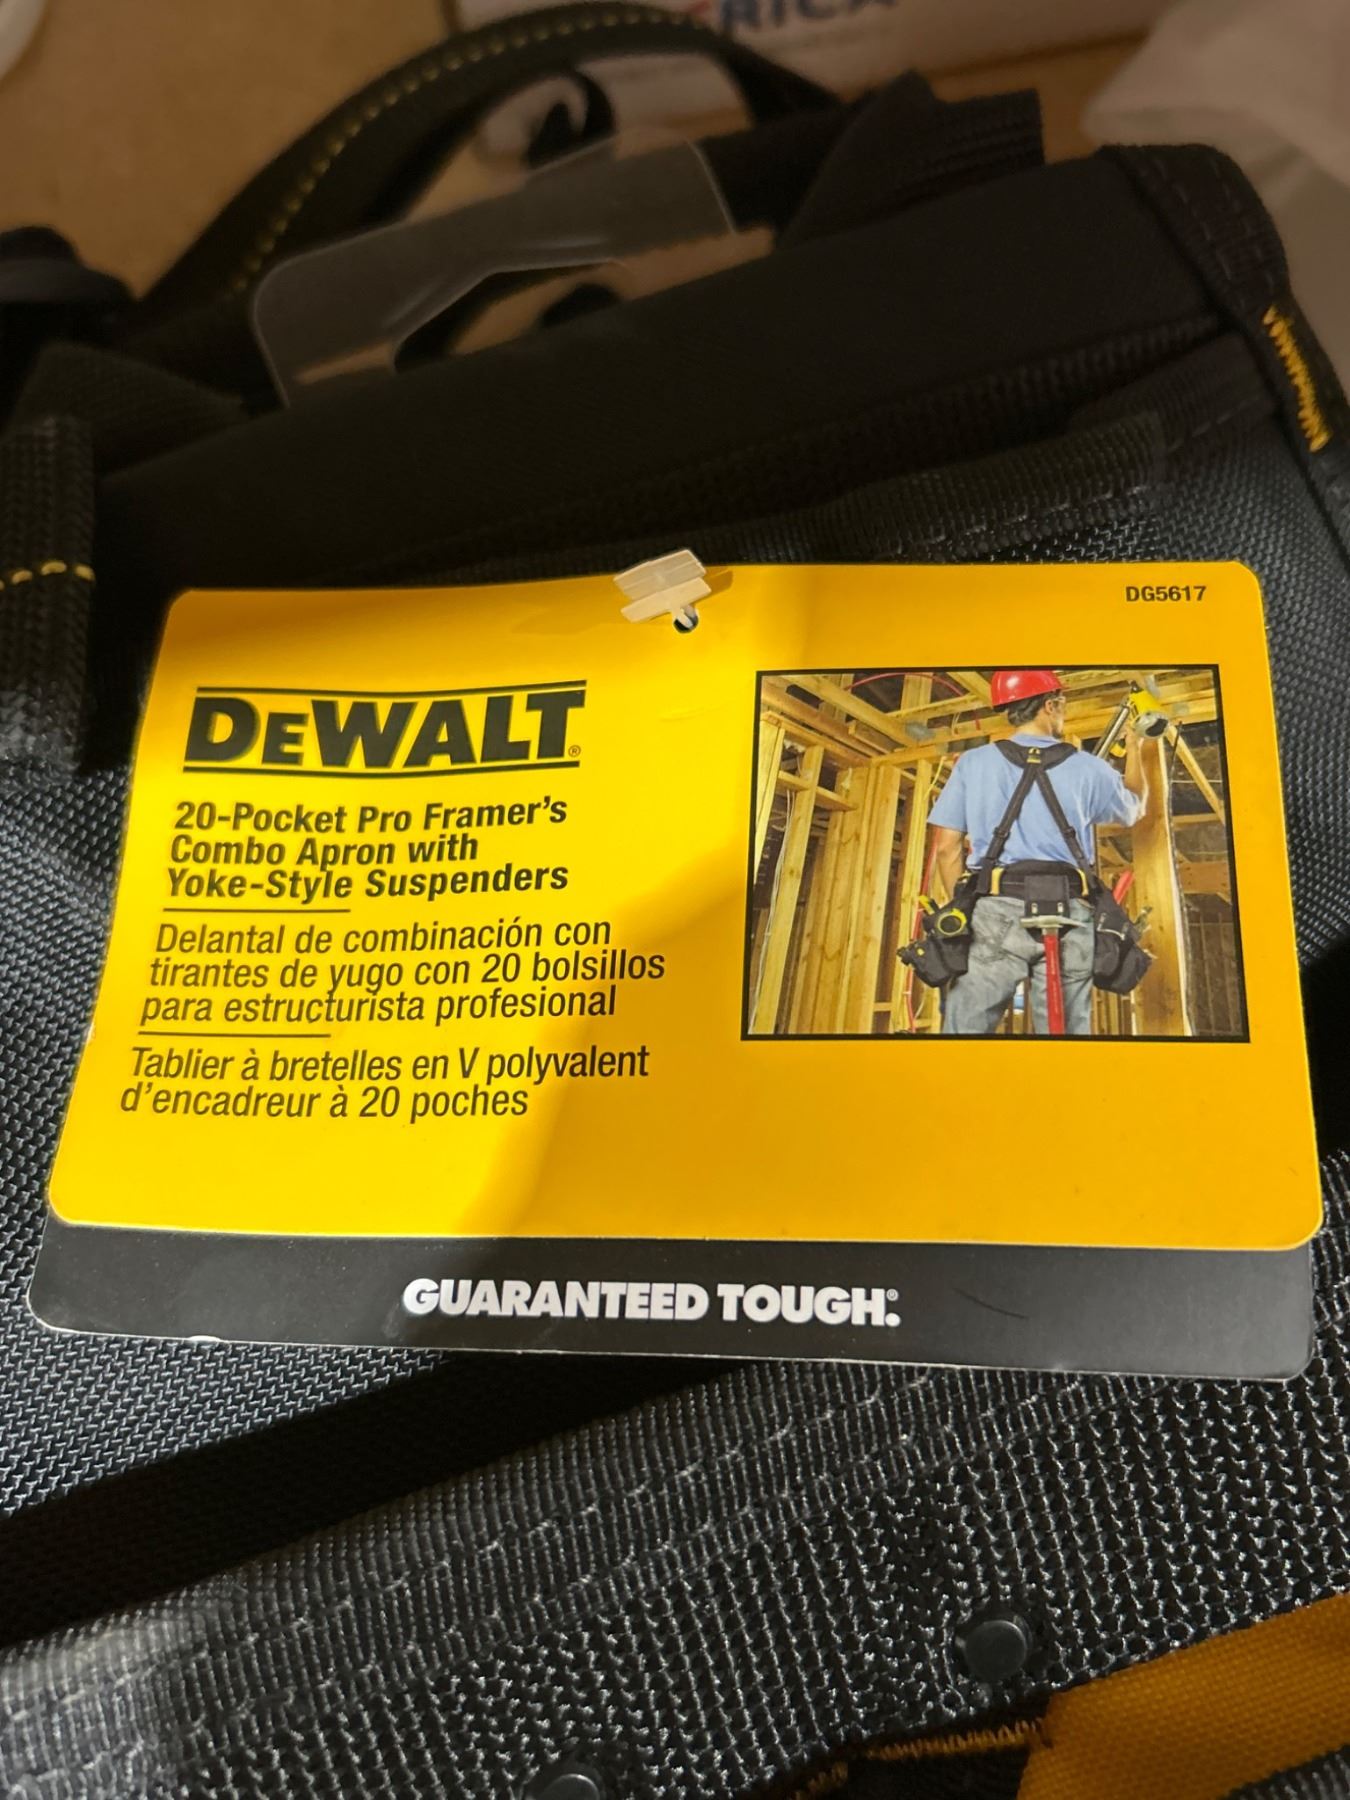 RICA
DG5617
DEWALT®
20-Pocket Pro Framer's
Combo Apron with
Yoke-Style Suspenders
Delantal de combinación con
tirantes de yugo con 20 bolsillos
para estructurista profesional
Tablier à bretelles en V polyvalent
d'encadreur à 20 poches
GUARANTEED TOUGH.®